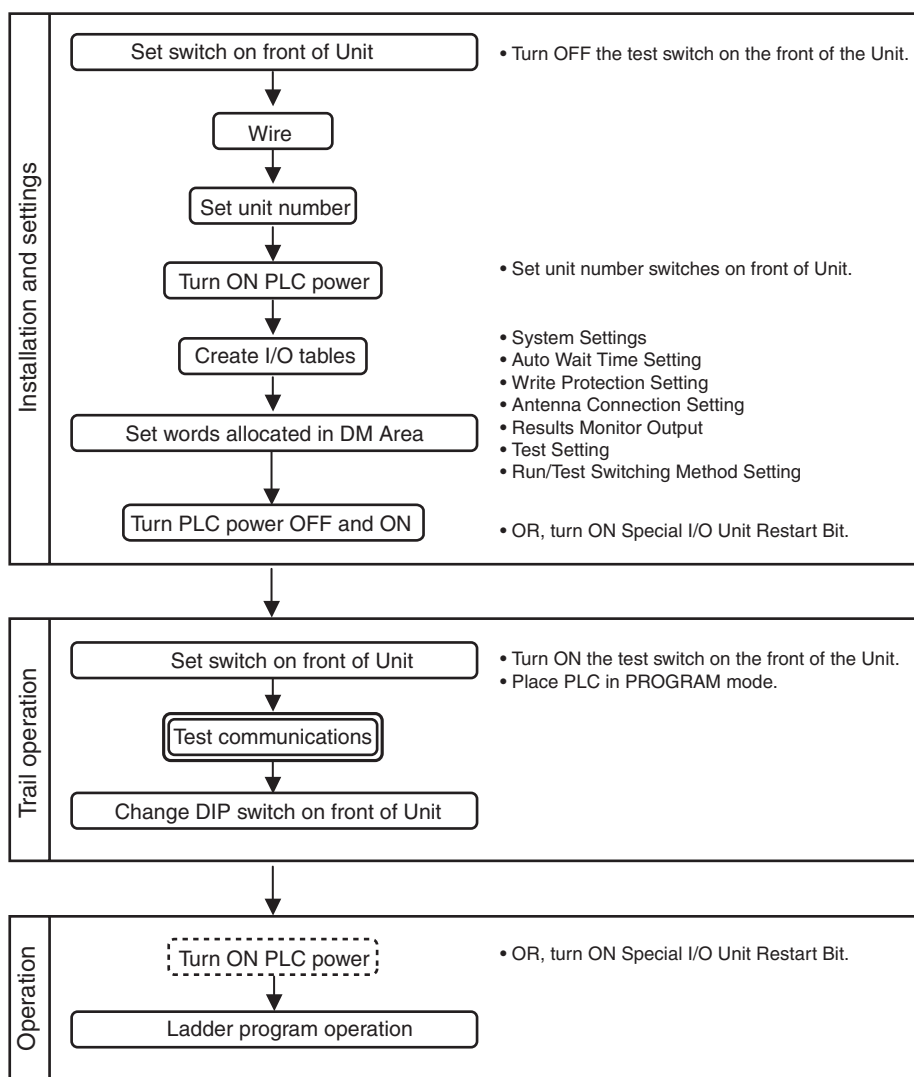 Installation and settings
Set switch on front of Unit
• Turn OFF the test switch on the front of the Unit.
Wire
Set unit number
Turn ON PLC power
• Set unit number switches on front of Unit.
Create I/O tables
• System Settings
• Auto Wait Time Setting
• Write Protection Setting
• Antenna Connection Setting
Set words allocated in DM Area
• Results Monitor Output
• Test Setting
• Run/Test Switching Method Setting
Turn PLC power OFF and ON
• OR, turn ON Special I/O Unit Restart Bit.
Trail operation
Set switch on front of Unit
• Turn ON the test switch on the front of the Unit.
• Place PLC in PROGRAM mode.
Test communications
Change DIP switch on front of Unit
Operation
Turn ON PLC power
• OR, turn ON Special I/O Unit Restart Bit.
Ladder program operation